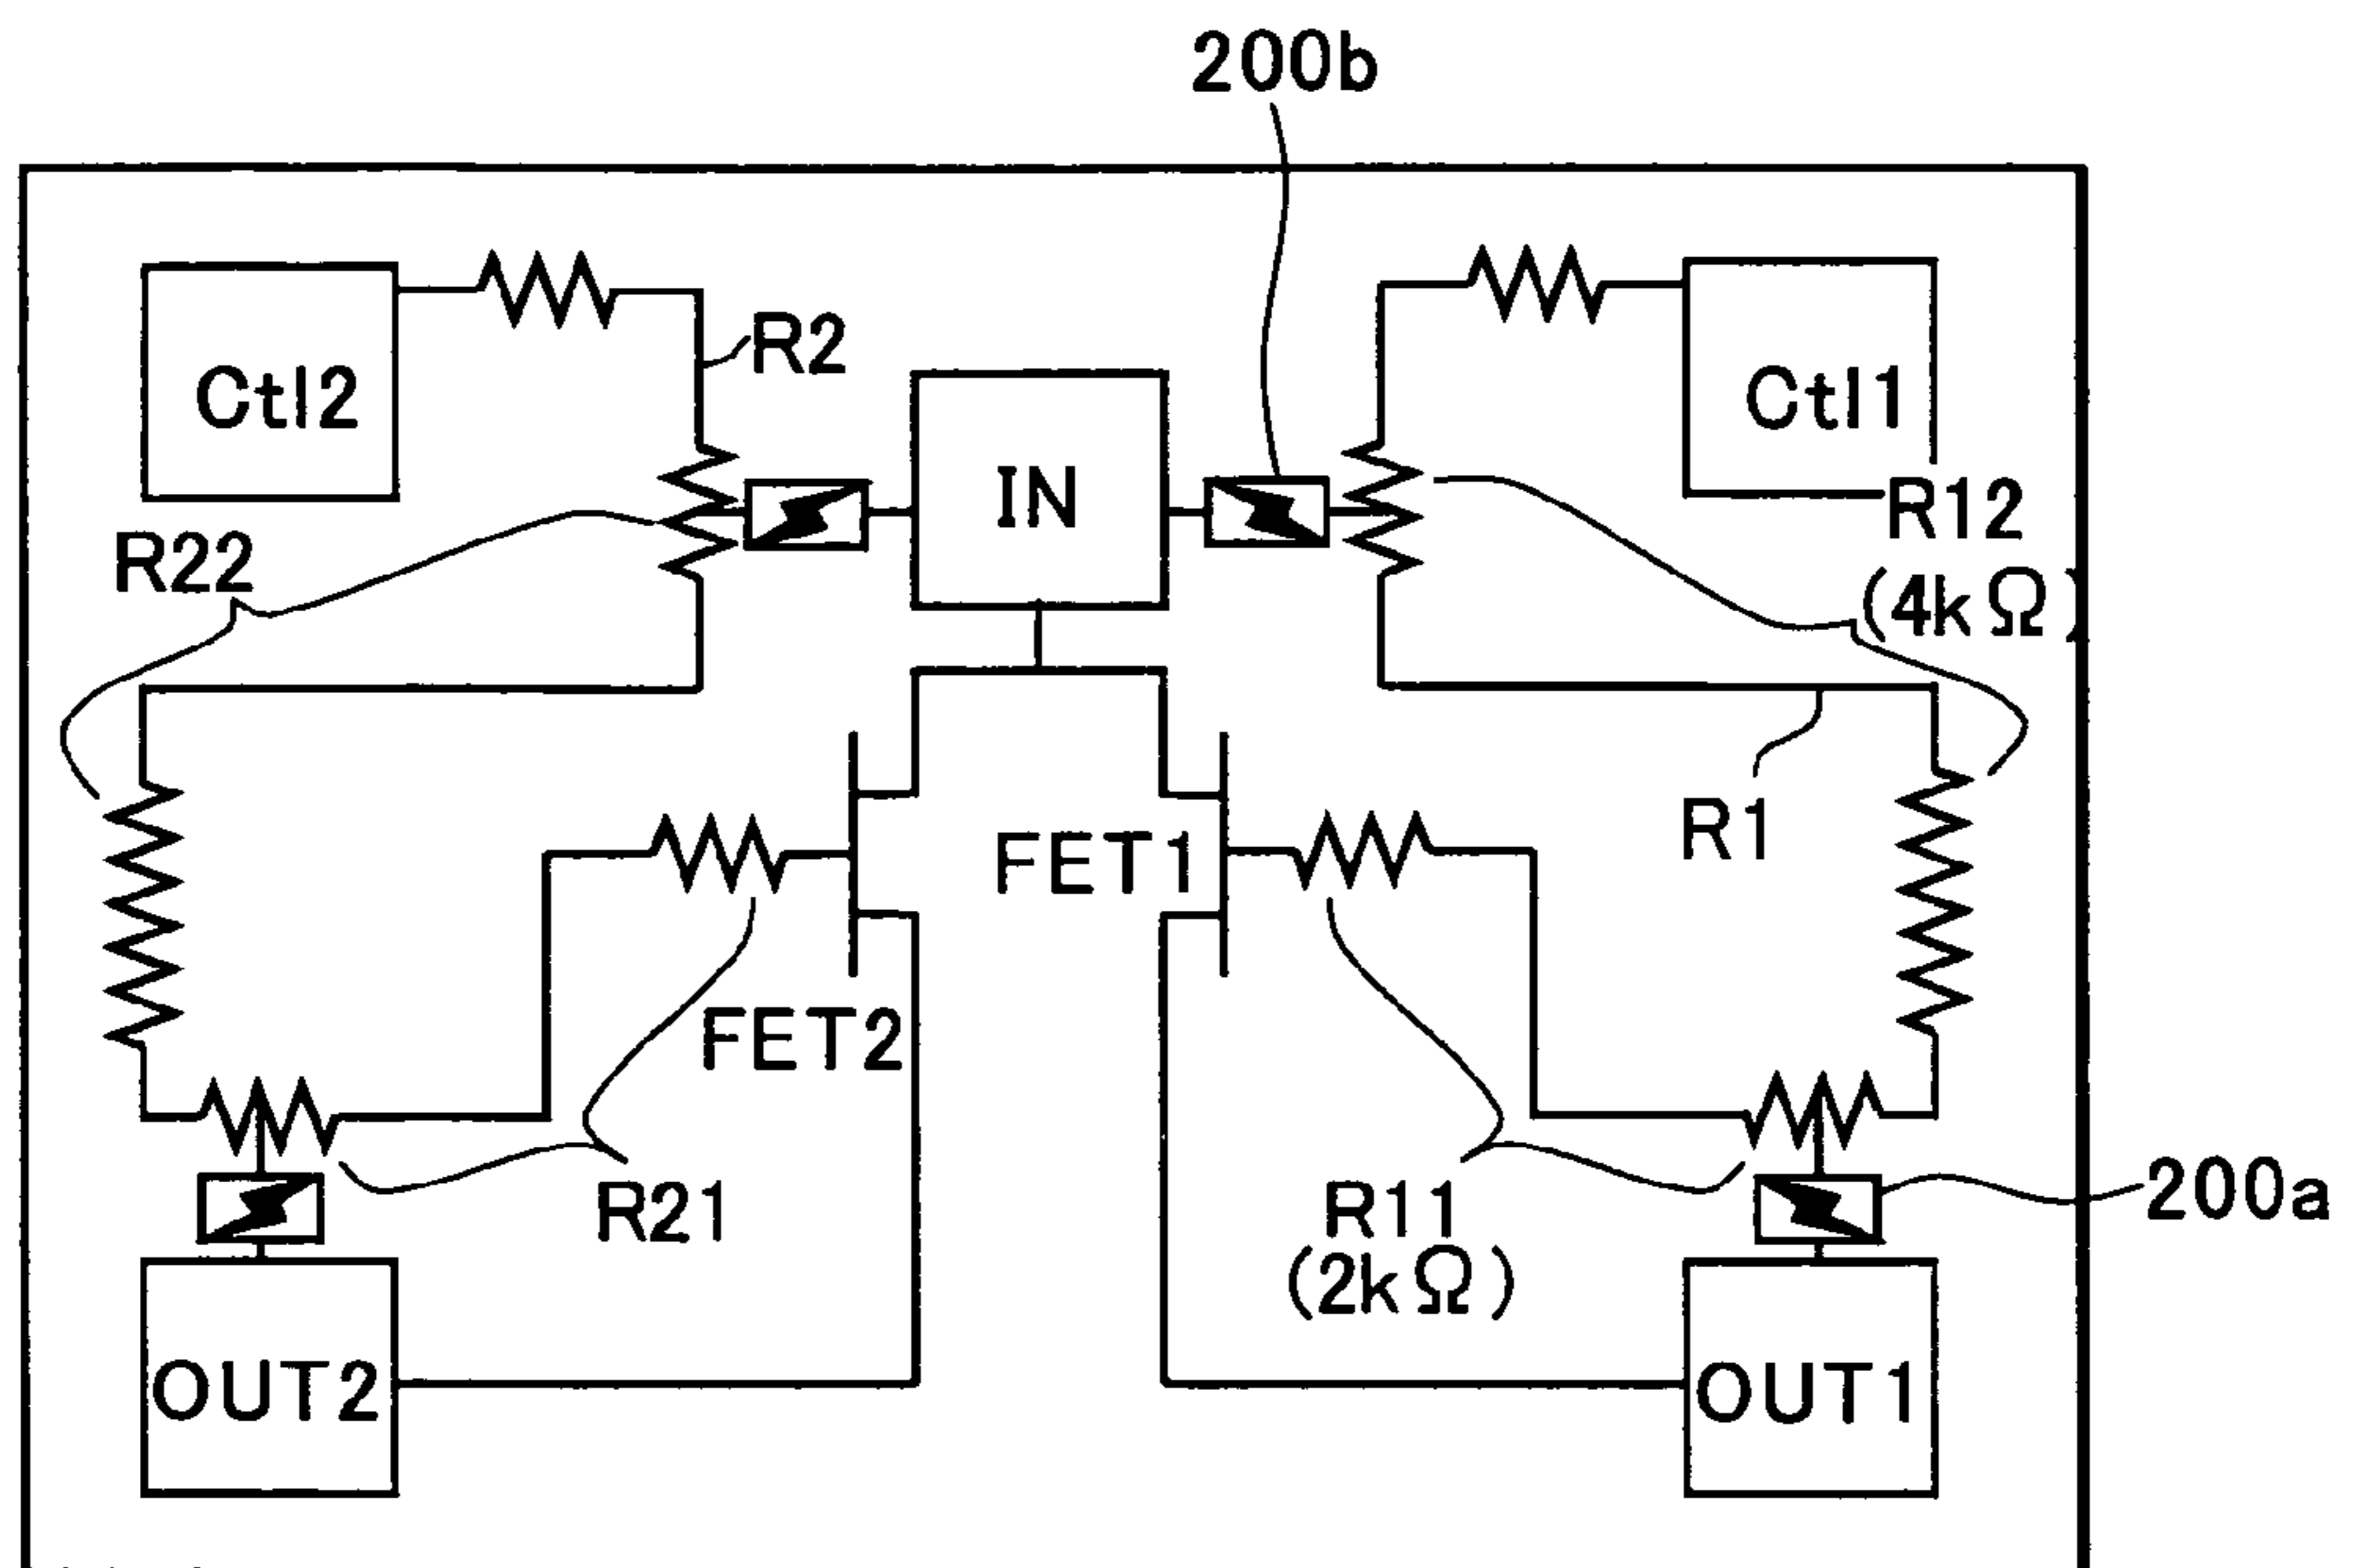 200b
R2
Ctl2
IN
Ctl1
R12
(4kΩ)
R22
FET1
R1
FET2
R21
R11
(2kΩ)
200a
OUT2
OUT1